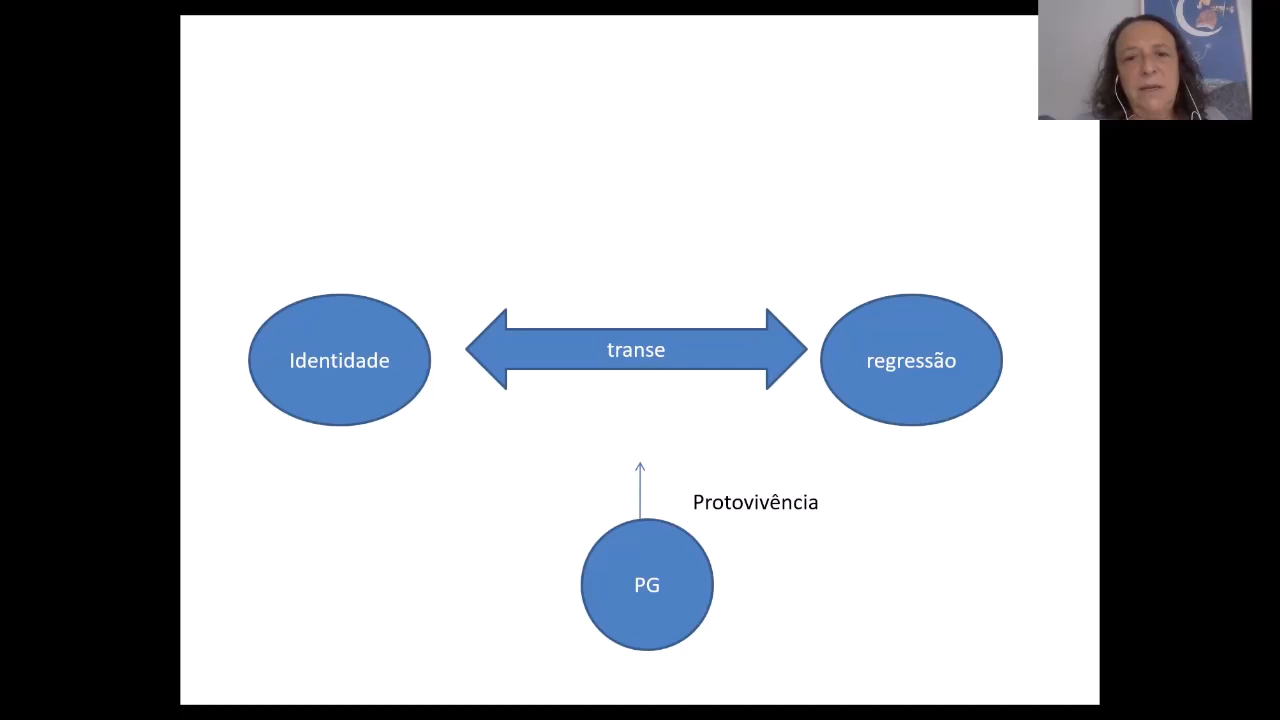 Identidade
transe
regressão
Protovivência
PG